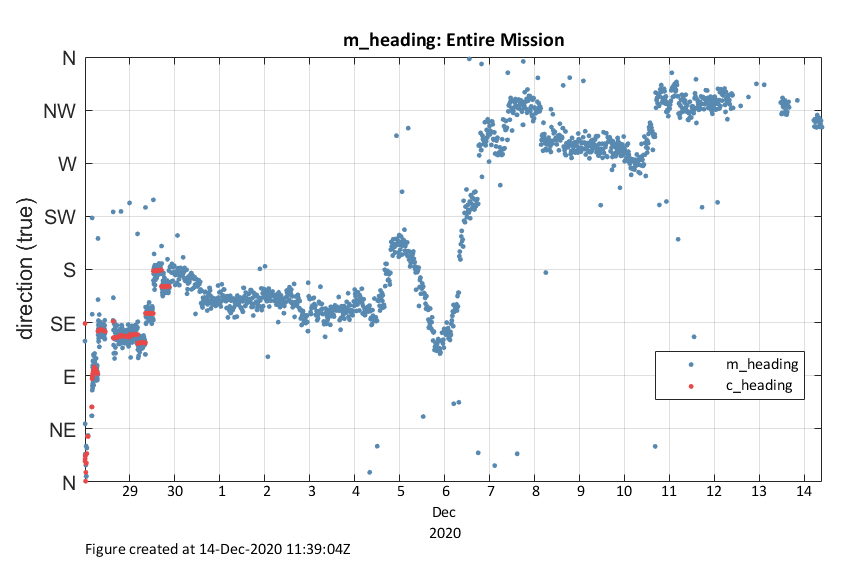 m_heading: Entire Mission
direction (true)
N
NW
W
SW
S
SE
E
NE
N
m_heading
c_heading
29 30 1 2 3 4 5 6 7 8 9 10 11 12 13 14
Dec
2020
Figure created at 14-Dec-2020 11:39:04Z